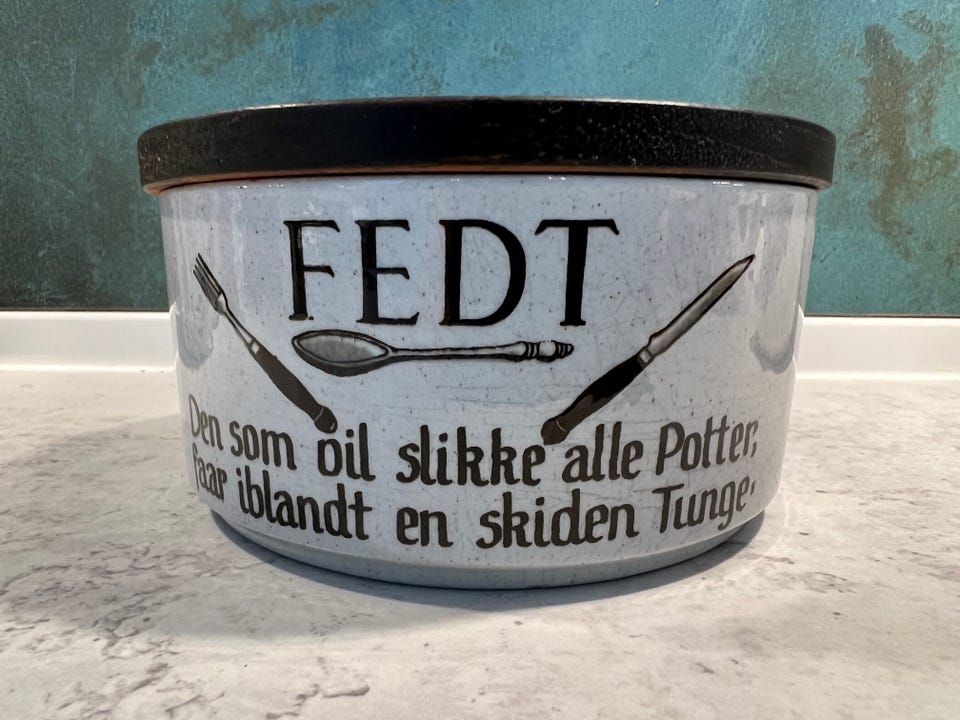 FEDT
Den som vil slikke alle Potter,
faar iblandt en skiden Tunge.